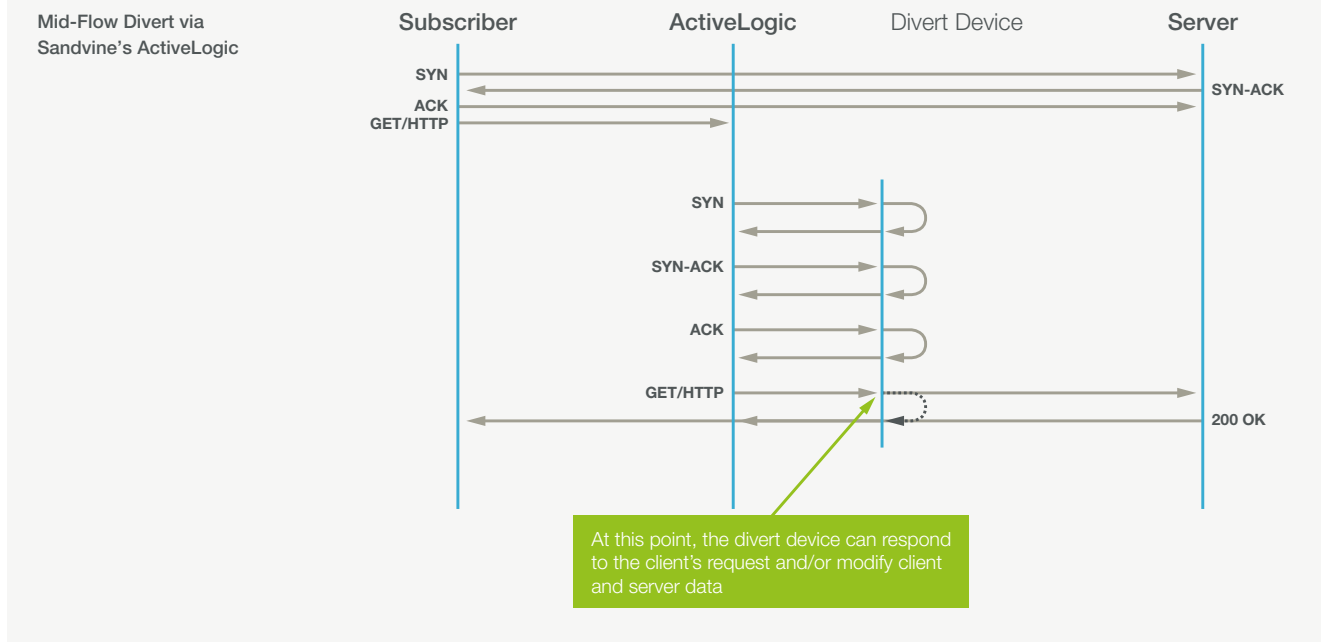 Mid-Flow Divert via
Sandvine's ActiveLogic
Subscriber
ActiveLogic
Divert Device
Server
SYN
SYN-ACK
ACK
GET/HTTP
SYN
SYN-ACK
ACK
GET/HTTP
200 OK
At this point, the divert device can respond
to the client's request and/or modify client
and server data